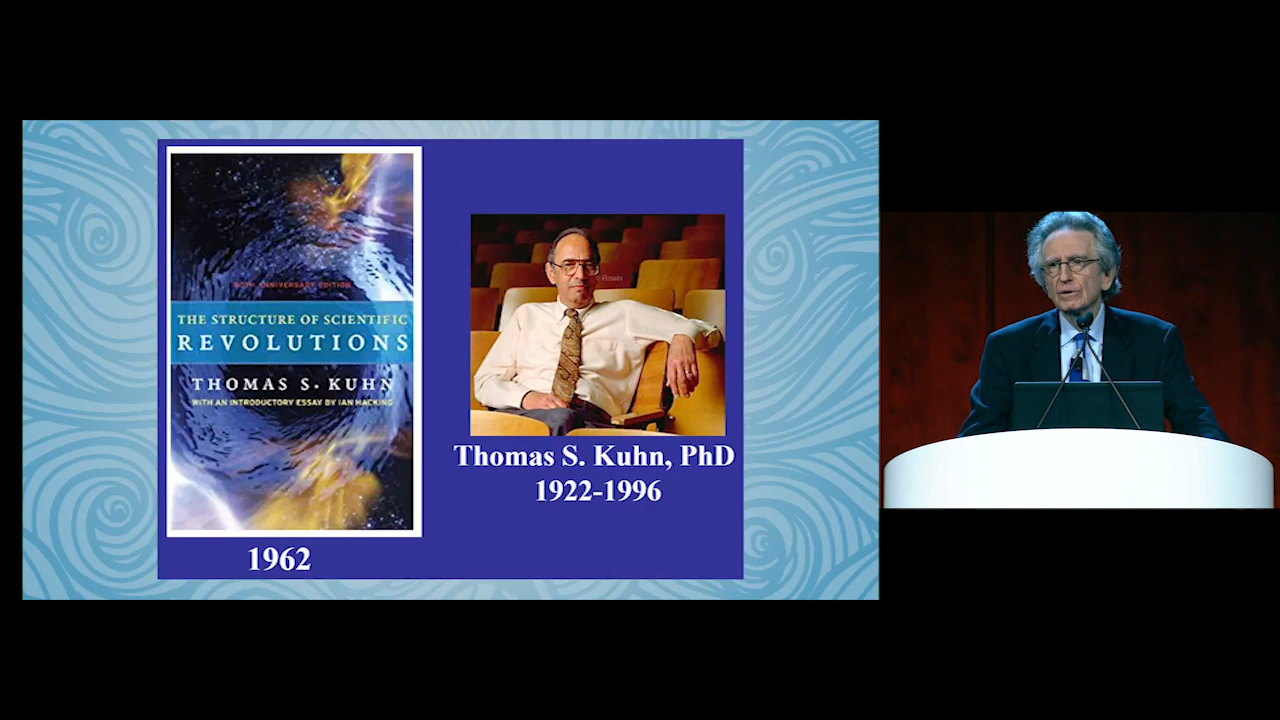 50TH ANNIVERSARY EDITION
THE STRUCTURE OF SCIENTIFIC
REVOLUTIONS
THOMAS S. KUHN
WITH AN INTRODUCTORY ESSAY BY IAN HACKING
1962
Thomas S. Kuhn, PhD
1922-1996